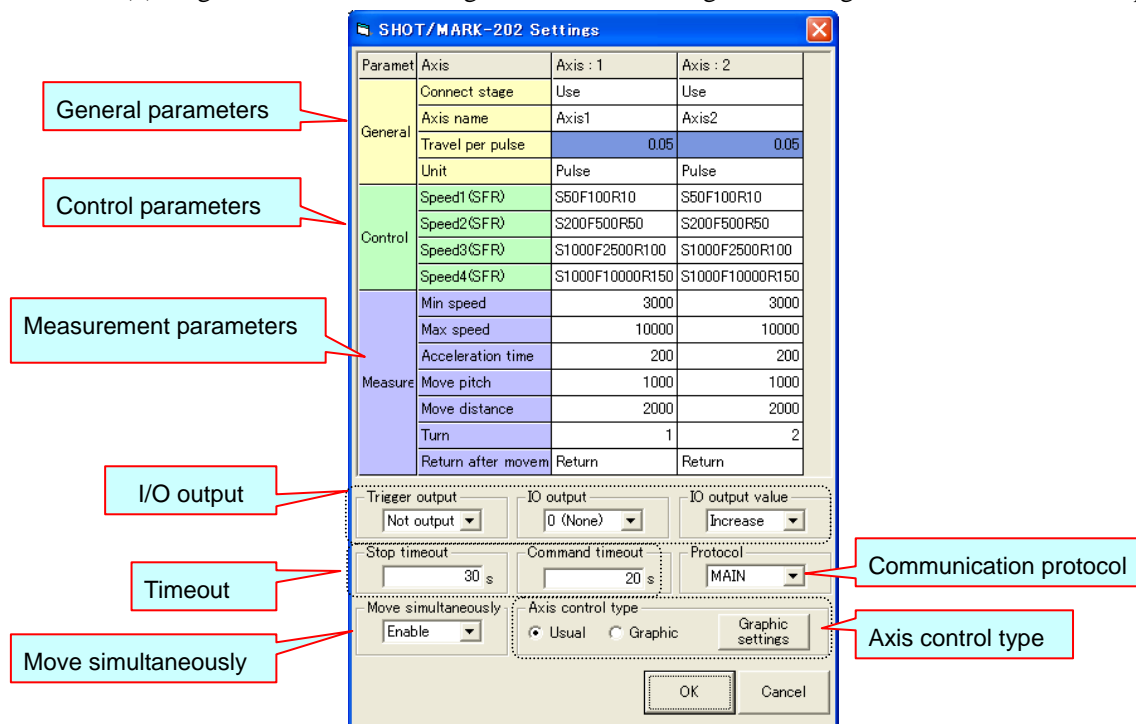 SHOT/MARK-202 Settings
Paramet Axis Axis : 1 Axis : 2
General Connect stage Use Use
Axis name Axis1 Axis2
Travel per pulse 0.05 0.05
Unit Pulse Pulse
Control Speed1(SFR) S50F100R10 S50F100R10
Speed2(SFR) S200F500R50 S200F500R50
Speed3(SFR) S1000F2500R100 S1000F2500R100
Speed4(SFR) S1000F10000R150 S1000F10000R150
Measure Min speed 3000 3000
Max speed 10000 10000
Acceleration time 200 200
Move pitch 1000 1000
Move distance 2000 2000
Turn 1 2
Return after movem Return Return
General parameters
Control parameters
Measurement parameters
I/O output
Trigger output IO output IO output value
Not output 0 (None) Increase
Timeout
Stop timeout Command timeout Protocol
30 s 20 s MAIN
Communication protocol
Move simultaneously
Move simultaneously Axis control type
Enable Usual Graphic Graphic settings
Axis control type
OK Cancel